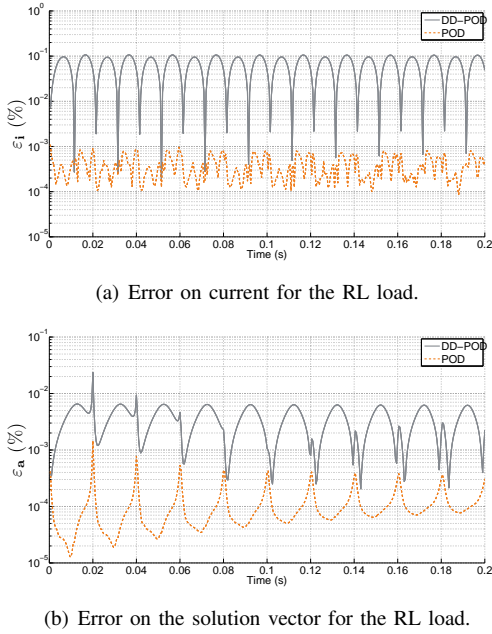 10^0
10^-1
10^-2
10^-3
10^-4
10^-5
ε_i (%)
DD-POD
POD
0 0.02 0.04 0.06 0.08 0.1 0.12 0.14 0.16 0.18 0.2
Time (s)
(a) Error on current for the RL load.
10^-1
10^-2
10^-3
10^-4
10^-5
ε_a (%)
DD-POD
POD
0 0.02 0.04 0.06 0.08 0.1 0.12 0.14 0.16 0.18 0.2
Time (s)
(b) Error on the solution vector for the RL load.